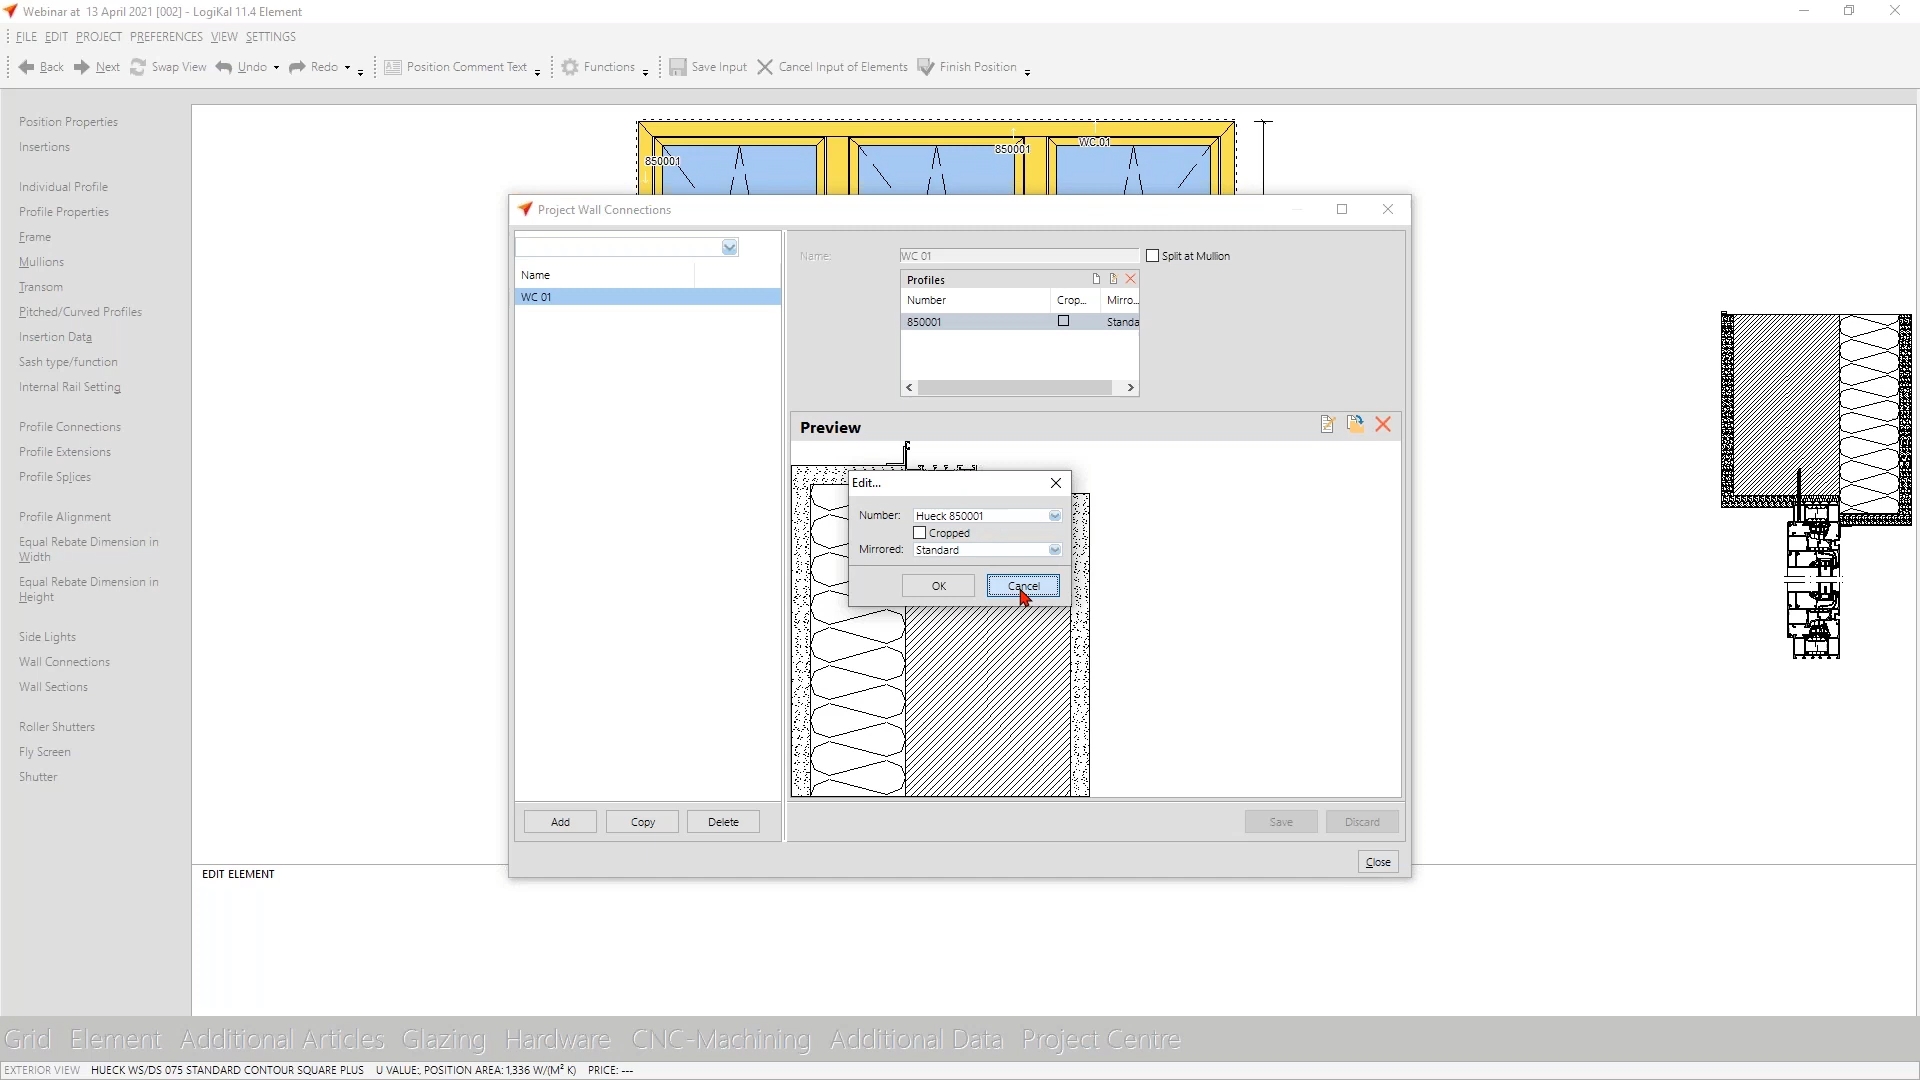 Webinar at 13 April 2021 [002] - LogiKal 11.4 Element
FILE EDIT PROJECT PREFERENCES VIEW SETTINGS
Back Next Swap View Undo Redo Position Comment Text Functions Save Input Cancel Input of Elements Finish Position
Position Properties
Insertions
Individual Profile
Profile Properties
Frame
Mullions
Transom
Pitched/Curved Profiles
Insertion Data
Sash type/function
Internal Rail Setting
Profile Connections
Profile Extensions
Profile Splices
Profile Alignment
Equal Rebate Dimension in
Width
Equal Rebate Dimension in
Height
Side Lights
Wall Connections
Wall Sections
Roller Shutters
Fly Screen
Shutter
850001
850001
WC 01
Project Wall Connections
Name
WC 01
Add Copy Delete
Name: WC 01 Split at Mullion
Profiles
Number Crop... Mirro...
850001 Standa
Preview
Edit...
Number: Hueck 850001
Cropped
Mirrored: Standard
OK Cancel
Save Discard
Close
EDIT ELEMENT
Grid Element Additional Articles Glazing Hardware CNC-Machining Additional Data Project Centre
EXTERIOR VIEW HUECK WS/DS 075 STANDARD CONTOUR SQUARE PLUS U VALUE:, POSITION AREA: 1,336 W/(M² K) PRICE: ---